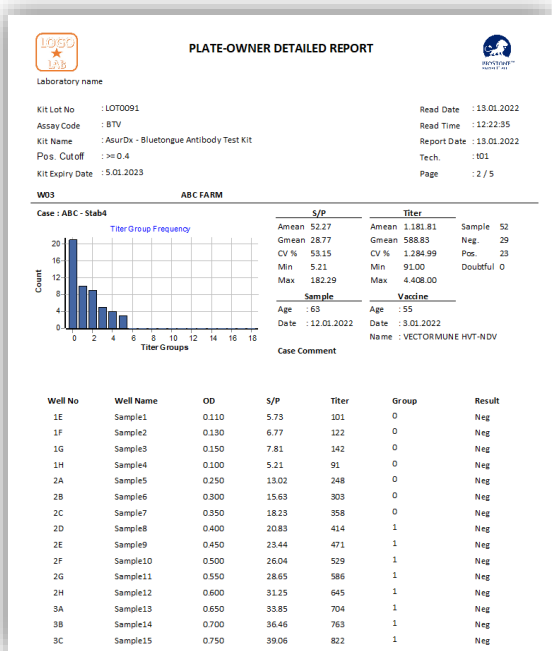 LOGO
LAb
PLATE-OWNER DETAILED REPORT
BIOSTONE™
Laboratory name
Kit Lot No : LOT0091 Read Date : 13.01.2022
Assay Code : BTV Read Time : 12:22:35
Kit Name : AsurDx - Bluetongue Antibody Test Kit Report Date : 13.01.2022
Pos. Cutoff : >= 0.4 Tech. : t01
Kit Expiry Date : 5.01.2023 Page : 2 / 5
W03 ABC FARM
Case : ABC - Stab4 S/P Titer
Titer Group Frequency Amean 52.27 Amean 1.181.81 Sample 52
Gmean 28.77 Gmean 588.83 Neg. 29
CV % 53.15 CV % 1.284.99 Pos. 23
Min 5.21 Min 91.00 Doubtful 0
Max 182.29 Max 4.408.00
Count
20
16
12
8
4
0
0 2 4 6 8 10 12 14 16 18
Titer Groups
Sample Vaccine
Age : 63 Age : 55
Date : 12.01.2022 Date : 3.01.2022
Name : VECTORMUNE HVT-NDV
Case Comment
Well No Well Name OD S/P Titer Group Result
1E Sample1 0.110 5.73 101 0 Neg
1F Sample2 0.130 6.77 122 0 Neg
1G Sample3 0.150 7.81 142 0 Neg
1H Sample4 0.100 5.21 91 0 Neg
2A Sample5 0.250 13.02 248 0 Neg
2B Sample6 0.300 15.63 303 0 Neg
2C Sample7 0.350 18.23 358 0 Neg
2D Sample8 0.400 20.83 414 1 Neg
2E Sample9 0.450 23.44 471 1 Neg
2F Sample10 0.500 26.04 529 1 Neg
2G Sample11 0.550 28.65 586 1 Neg
2H Sample12 0.600 31.25 645 1 Neg
3A Sample13 0.650 33.85 704 1 Neg
3B Sample14 0.700 36.46 763 1 Neg
3C Sample15 0.750 39.06 822 1 Neg